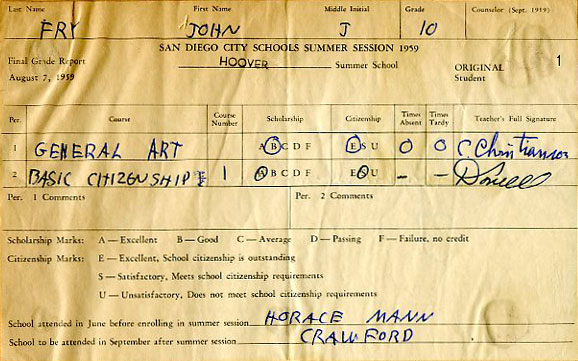 Last Name First Name Middle Initial Grade Counselor (Sept. 1959)
FRY JOHN J 10
SAN DIEGO CITY SCHOOLS SUMMER SESSION 1959
Final Grade Report HOOVER Summer School ORIGINAL 1
August 7, 1959 Student
Per. Course Course Number Scholarship Citizenship Times Absent Times Tardy Teacher's Full Signature
1 GENERAL ART A B C D F E S U 0 0 C. Christianson
2 BASIC CITIZENSHIP I 1 A B C D F E S U - -
Per. 1 Comments Per. 2 Comments
Scholarship Marks: A — Excellent B — Good C — Average D — Passing F — Failure, no credit
Citizenship Marks: E — Excellent, School citizenship is outstanding
S — Satisfactory, Meets school citizenship requirements
U — Unsatisfactory, Does not meet school citizenship requirements
School attended in June before enrolling in summer session HORACE MANN
School to be attended in September after summer session CRAWFORD